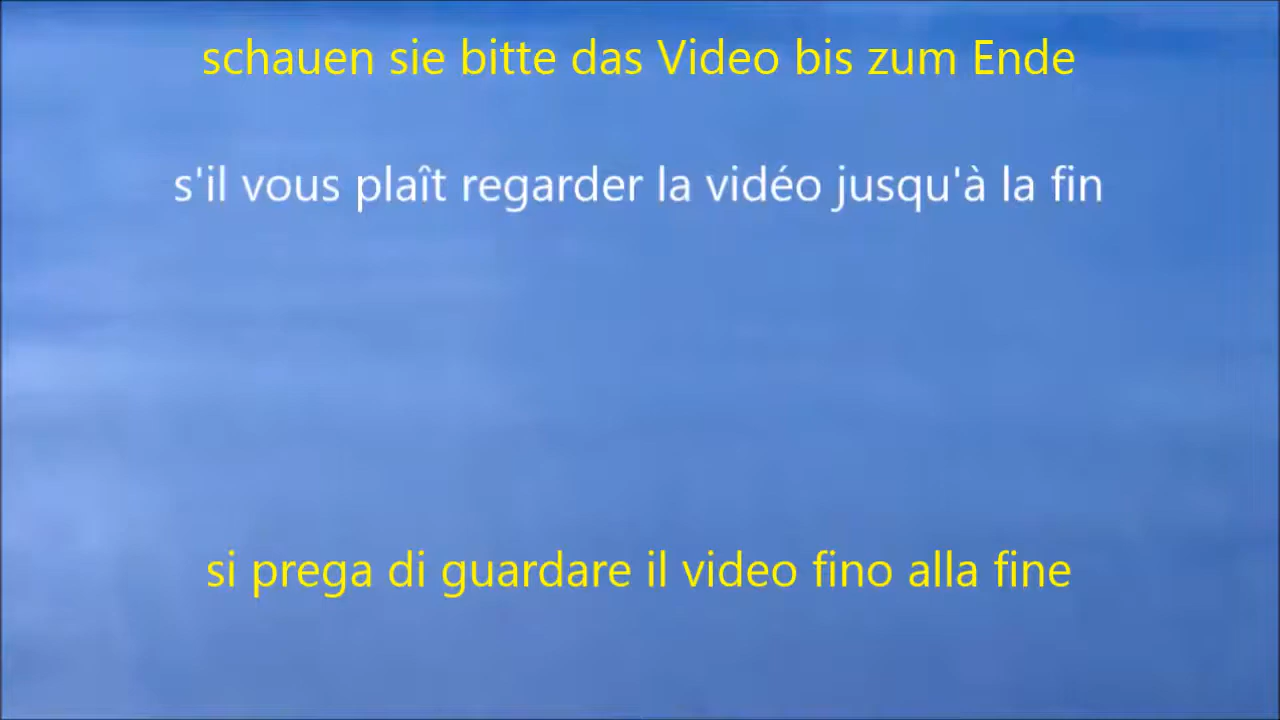 schauen sie bitte das Video bis zum Ende
s'il vous plaît regarder la vidéo jusqu'à la fin
si prega di guardare il video fino alla fine